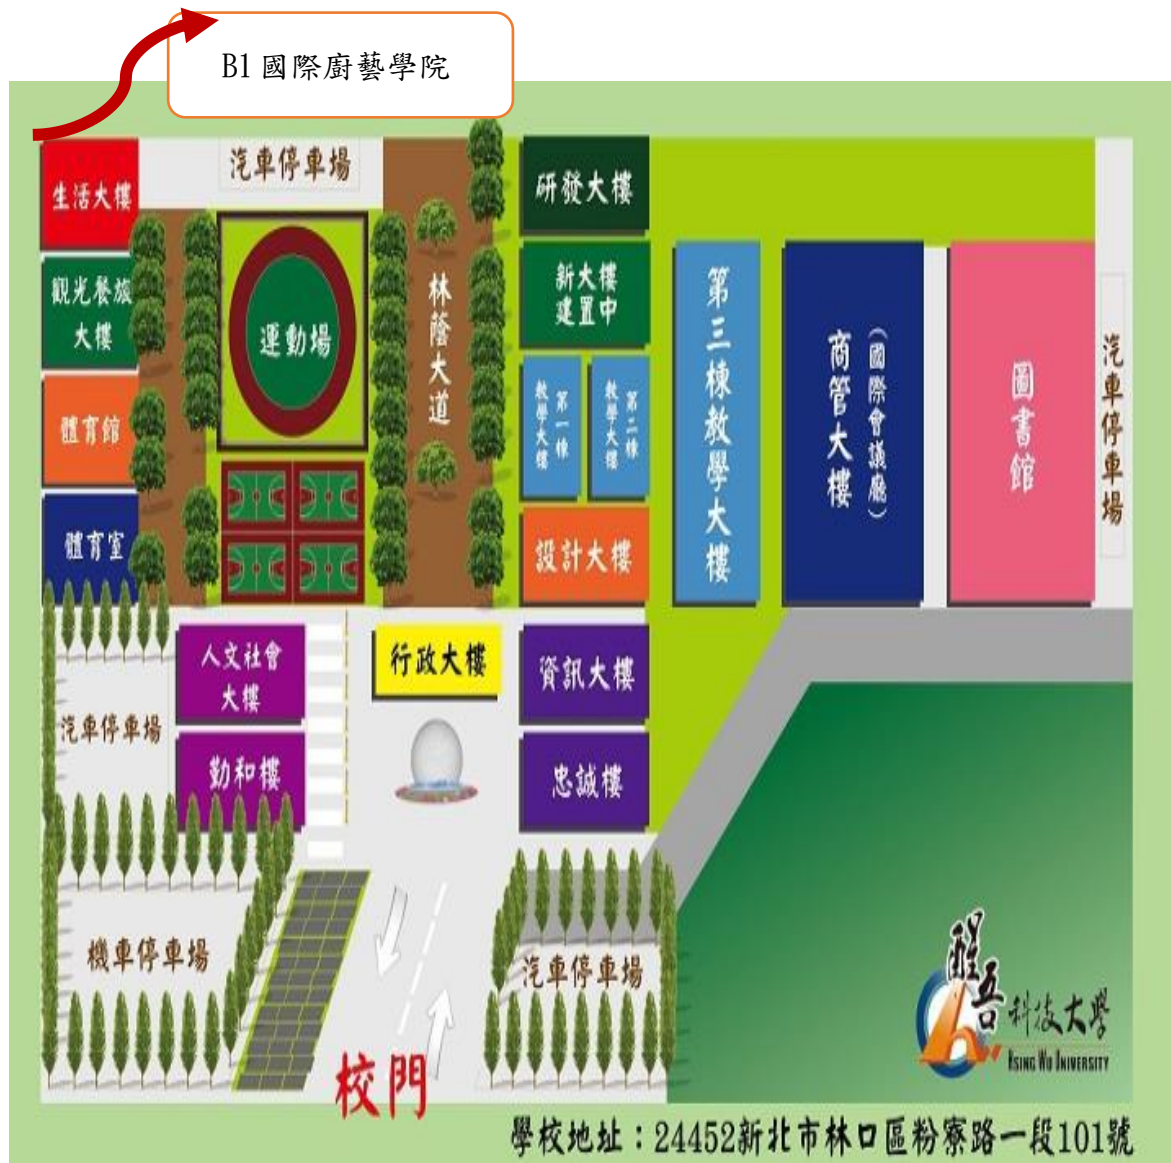 B1國際廚藝學院
汽車停車場
生活大樓
研發大樓
觀光餐旅
大樓
運動場
林蔭大道
新大樓
建置中
第三棟教學大樓
商管大樓
(國際會議廳)
圖書館
汽車停車場
體育館
第一棟
教學大樓
第二棟
教學大樓
體育室
設計大樓
人文社會
大樓
行政大樓
資訊大樓
汽車停車場
勤和樓
忠誠樓
機車停車場
汽車停車場
校門
醒吾科技大學
HSING WU UNIVERSITY
學校地址：24452新北市林口區粉寮路一段101號